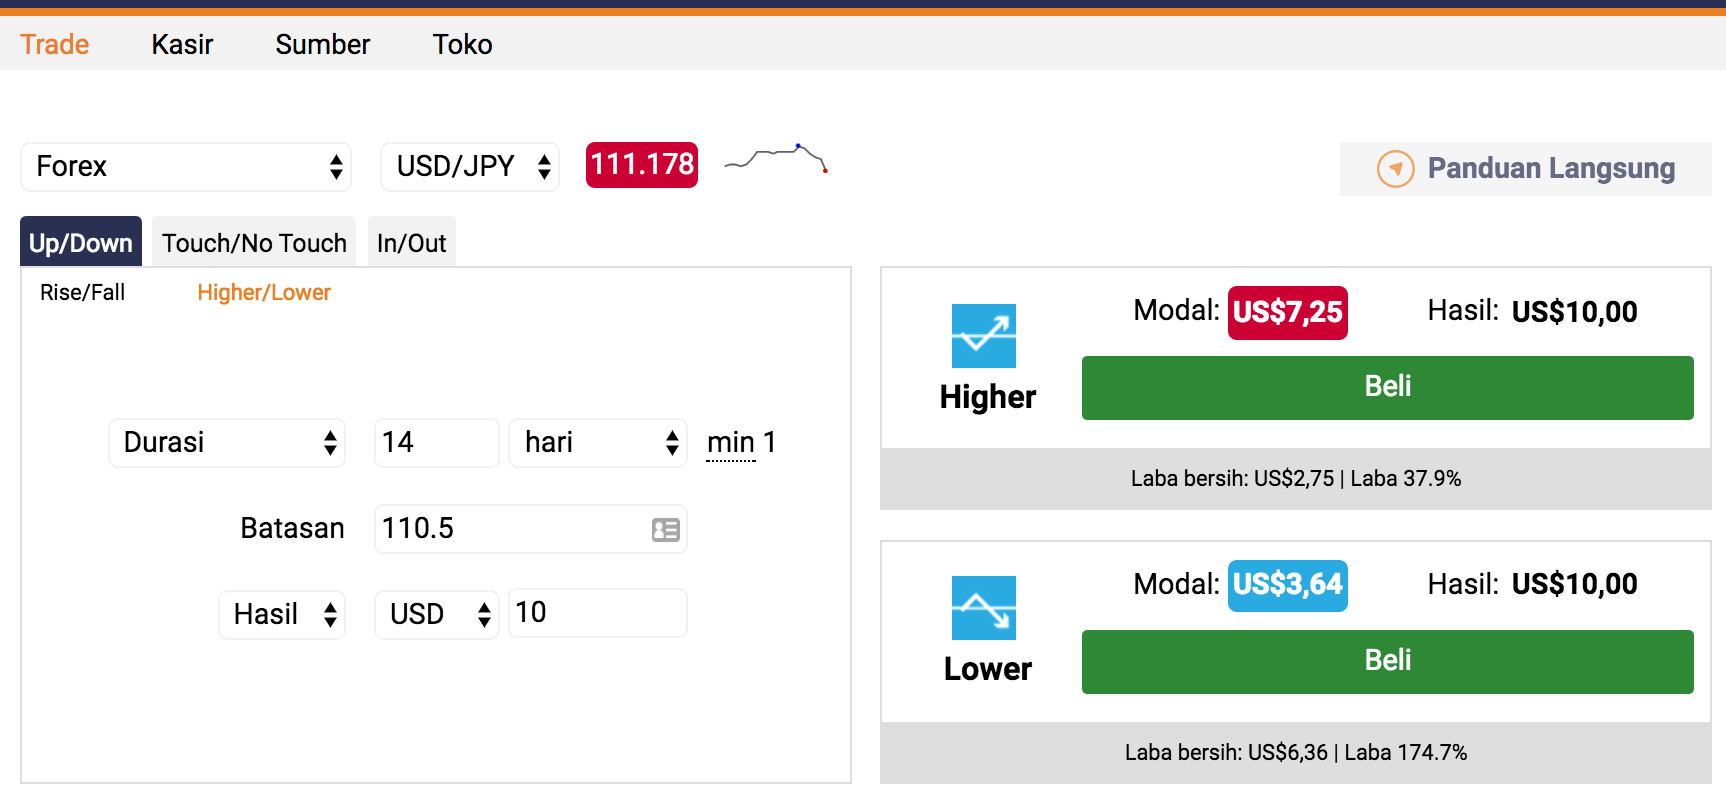 Trade Kasir Sumber Toko
Forex USD/JPY 111.178 Panduan Langsung
Up/Down Touch/No Touch In/Out
Rise/Fall Higher/Lower
Durasi 14 hari min 1
Batasan 110.5
Hasil USD 10
Modal: US$7,25 Hasil: US$10,00
Higher
Beli
Laba bersih: US$2,75 | Laba 37.9%
Modal: US$3,64 Hasil: US$10,00
Lower
Beli
Laba bersih: US$6,36 | Laba 174.7%